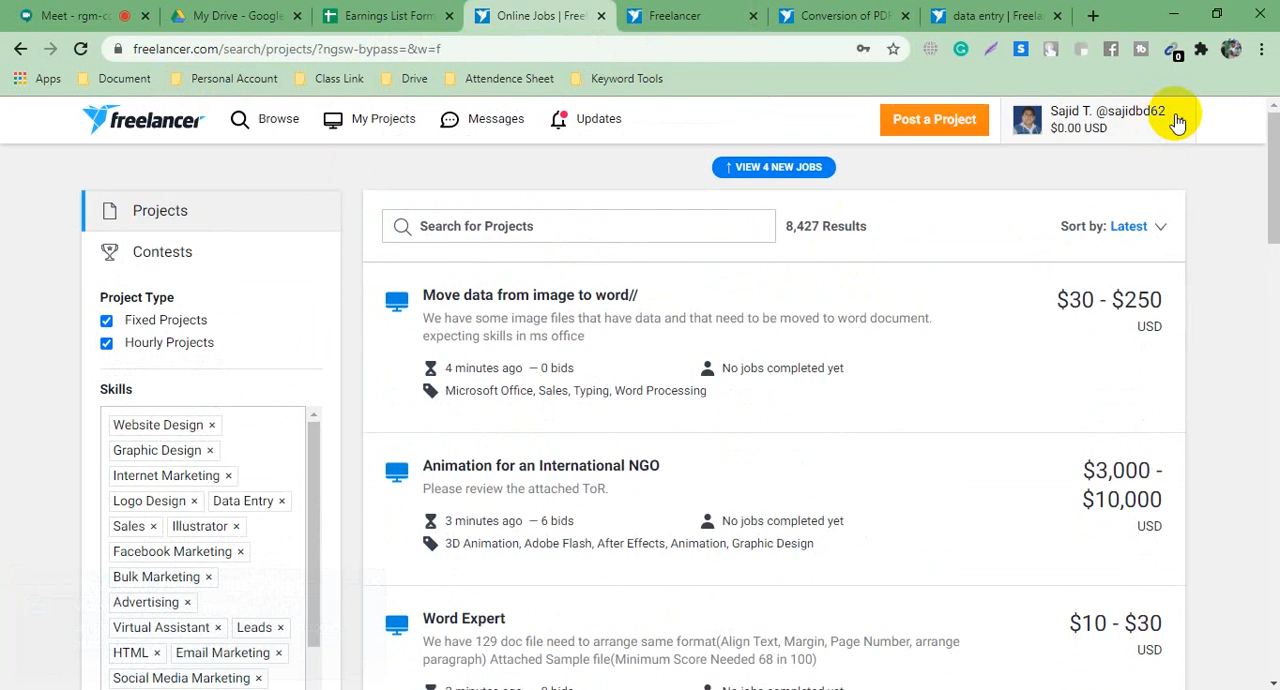 Meet - rgm-co
My Drive - Google
Earnings List Form
Online Jobs | Free
Freelancer
Conversion of PDF
data entry | Freela
freelancer.com/search/projects/?ngsw-bypass=&w=f
0
Apps
Document
Personal Account
Class Link
Drive
Attendence Sheet
Keyword Tools
freelancer
Browse
My Projects
Messages
Updates
Post a Project
Sajid T. @sajidbd62
$0.00 USD
↑ VIEW 4 NEW JOBS
Projects
Contests
Project Type
Fixed Projects
Hourly Projects
Skills
Website Design ×
Graphic Design ×
Internet Marketing ×
Logo Design × Data Entry ×
Sales × Illustrator ×
Facebook Marketing ×
Bulk Marketing ×
Advertising ×
Virtual Assistant × Leads ×
HTML × Email Marketing ×
Social Media Marketing ×
Search for Projects
8,427 Results
Sort by: Latest
Move data from image to word//
$30 - $250
USD
We have some image files that have data and that need to be moved to word document.
expecting skills in ms office
4 minutes ago — 0 bids
No jobs completed yet
Microsoft Office, Sales, Typing, Word Processing
Animation for an International NGO
$3,000 -
$10,000
USD
Please review the attached ToR.
3 minutes ago — 6 bids
No jobs completed yet
3D Animation, Adobe Flash, After Effects, Animation, Graphic Design
Word Expert
$10 - $30
USD
We have 129 doc file need to arrange same format(Align Text, Margin, Page Number, arrange
paragraph) Attached Sample file(Minimum Score Needed 68 in 100)